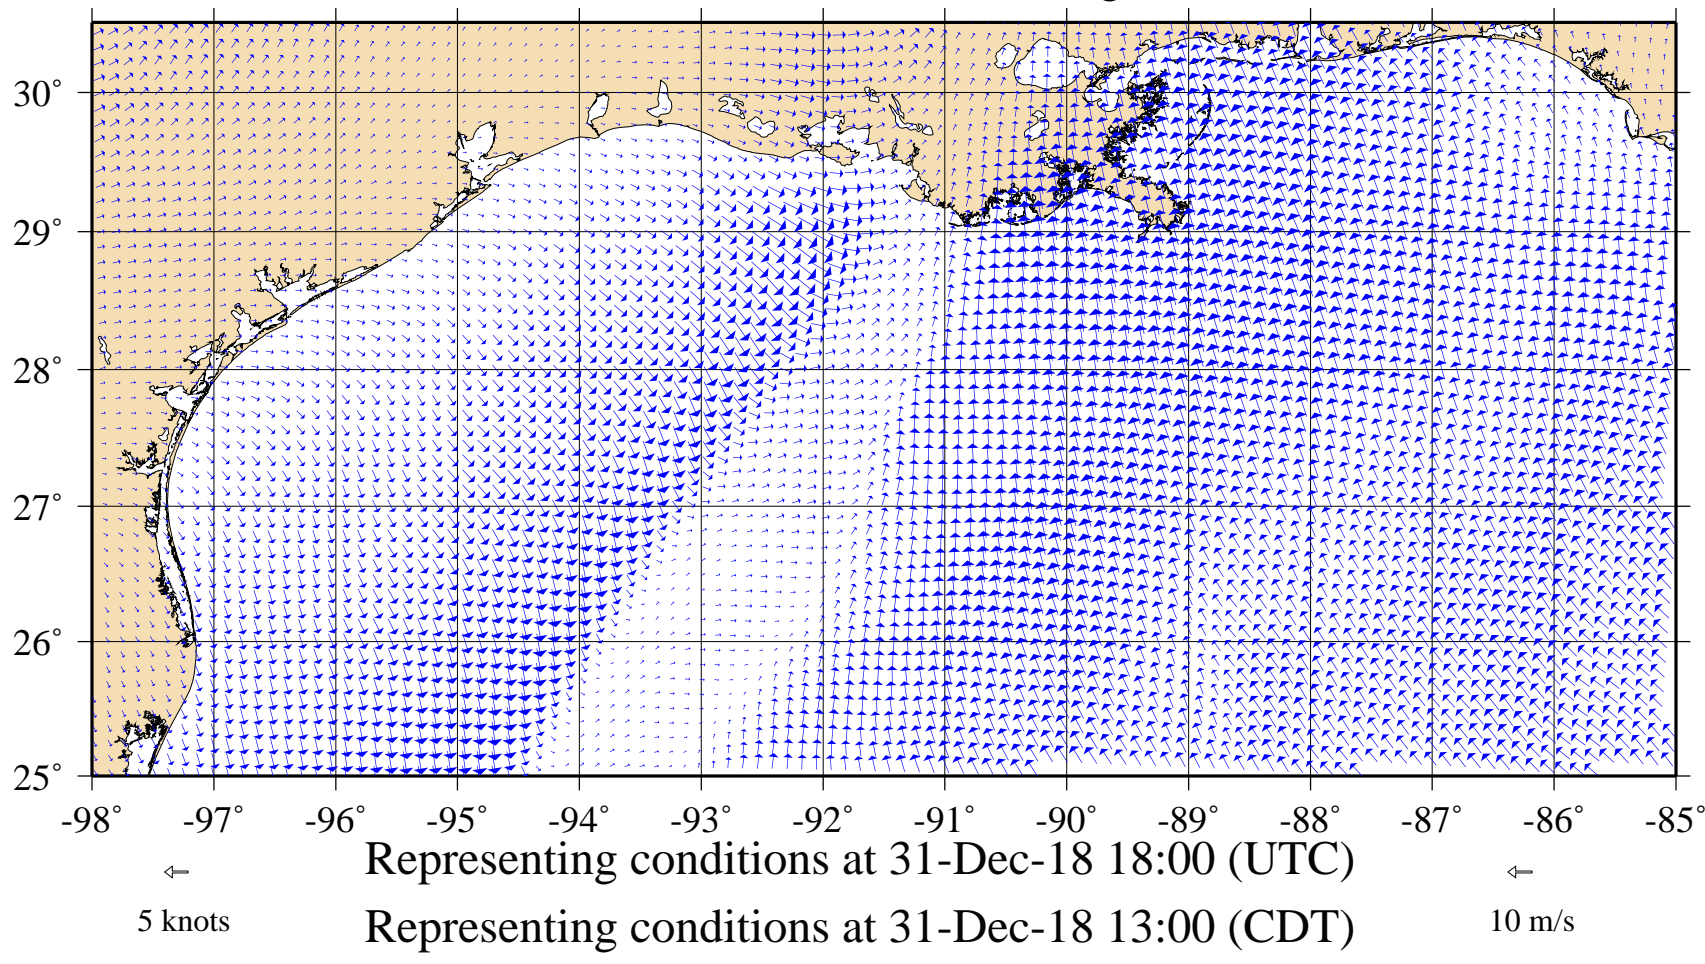 30°
29°
28°
27°
26°
25°
-98° -97° -96° -95° -94° -93° -92° -91° -90° -89° -88° -87° -86° -85°
Representing conditions at 31-Dec-18 18:00 (UTC)
5 knots
10 m/s
Representing conditions at 31-Dec-18 13:00 (CDT)